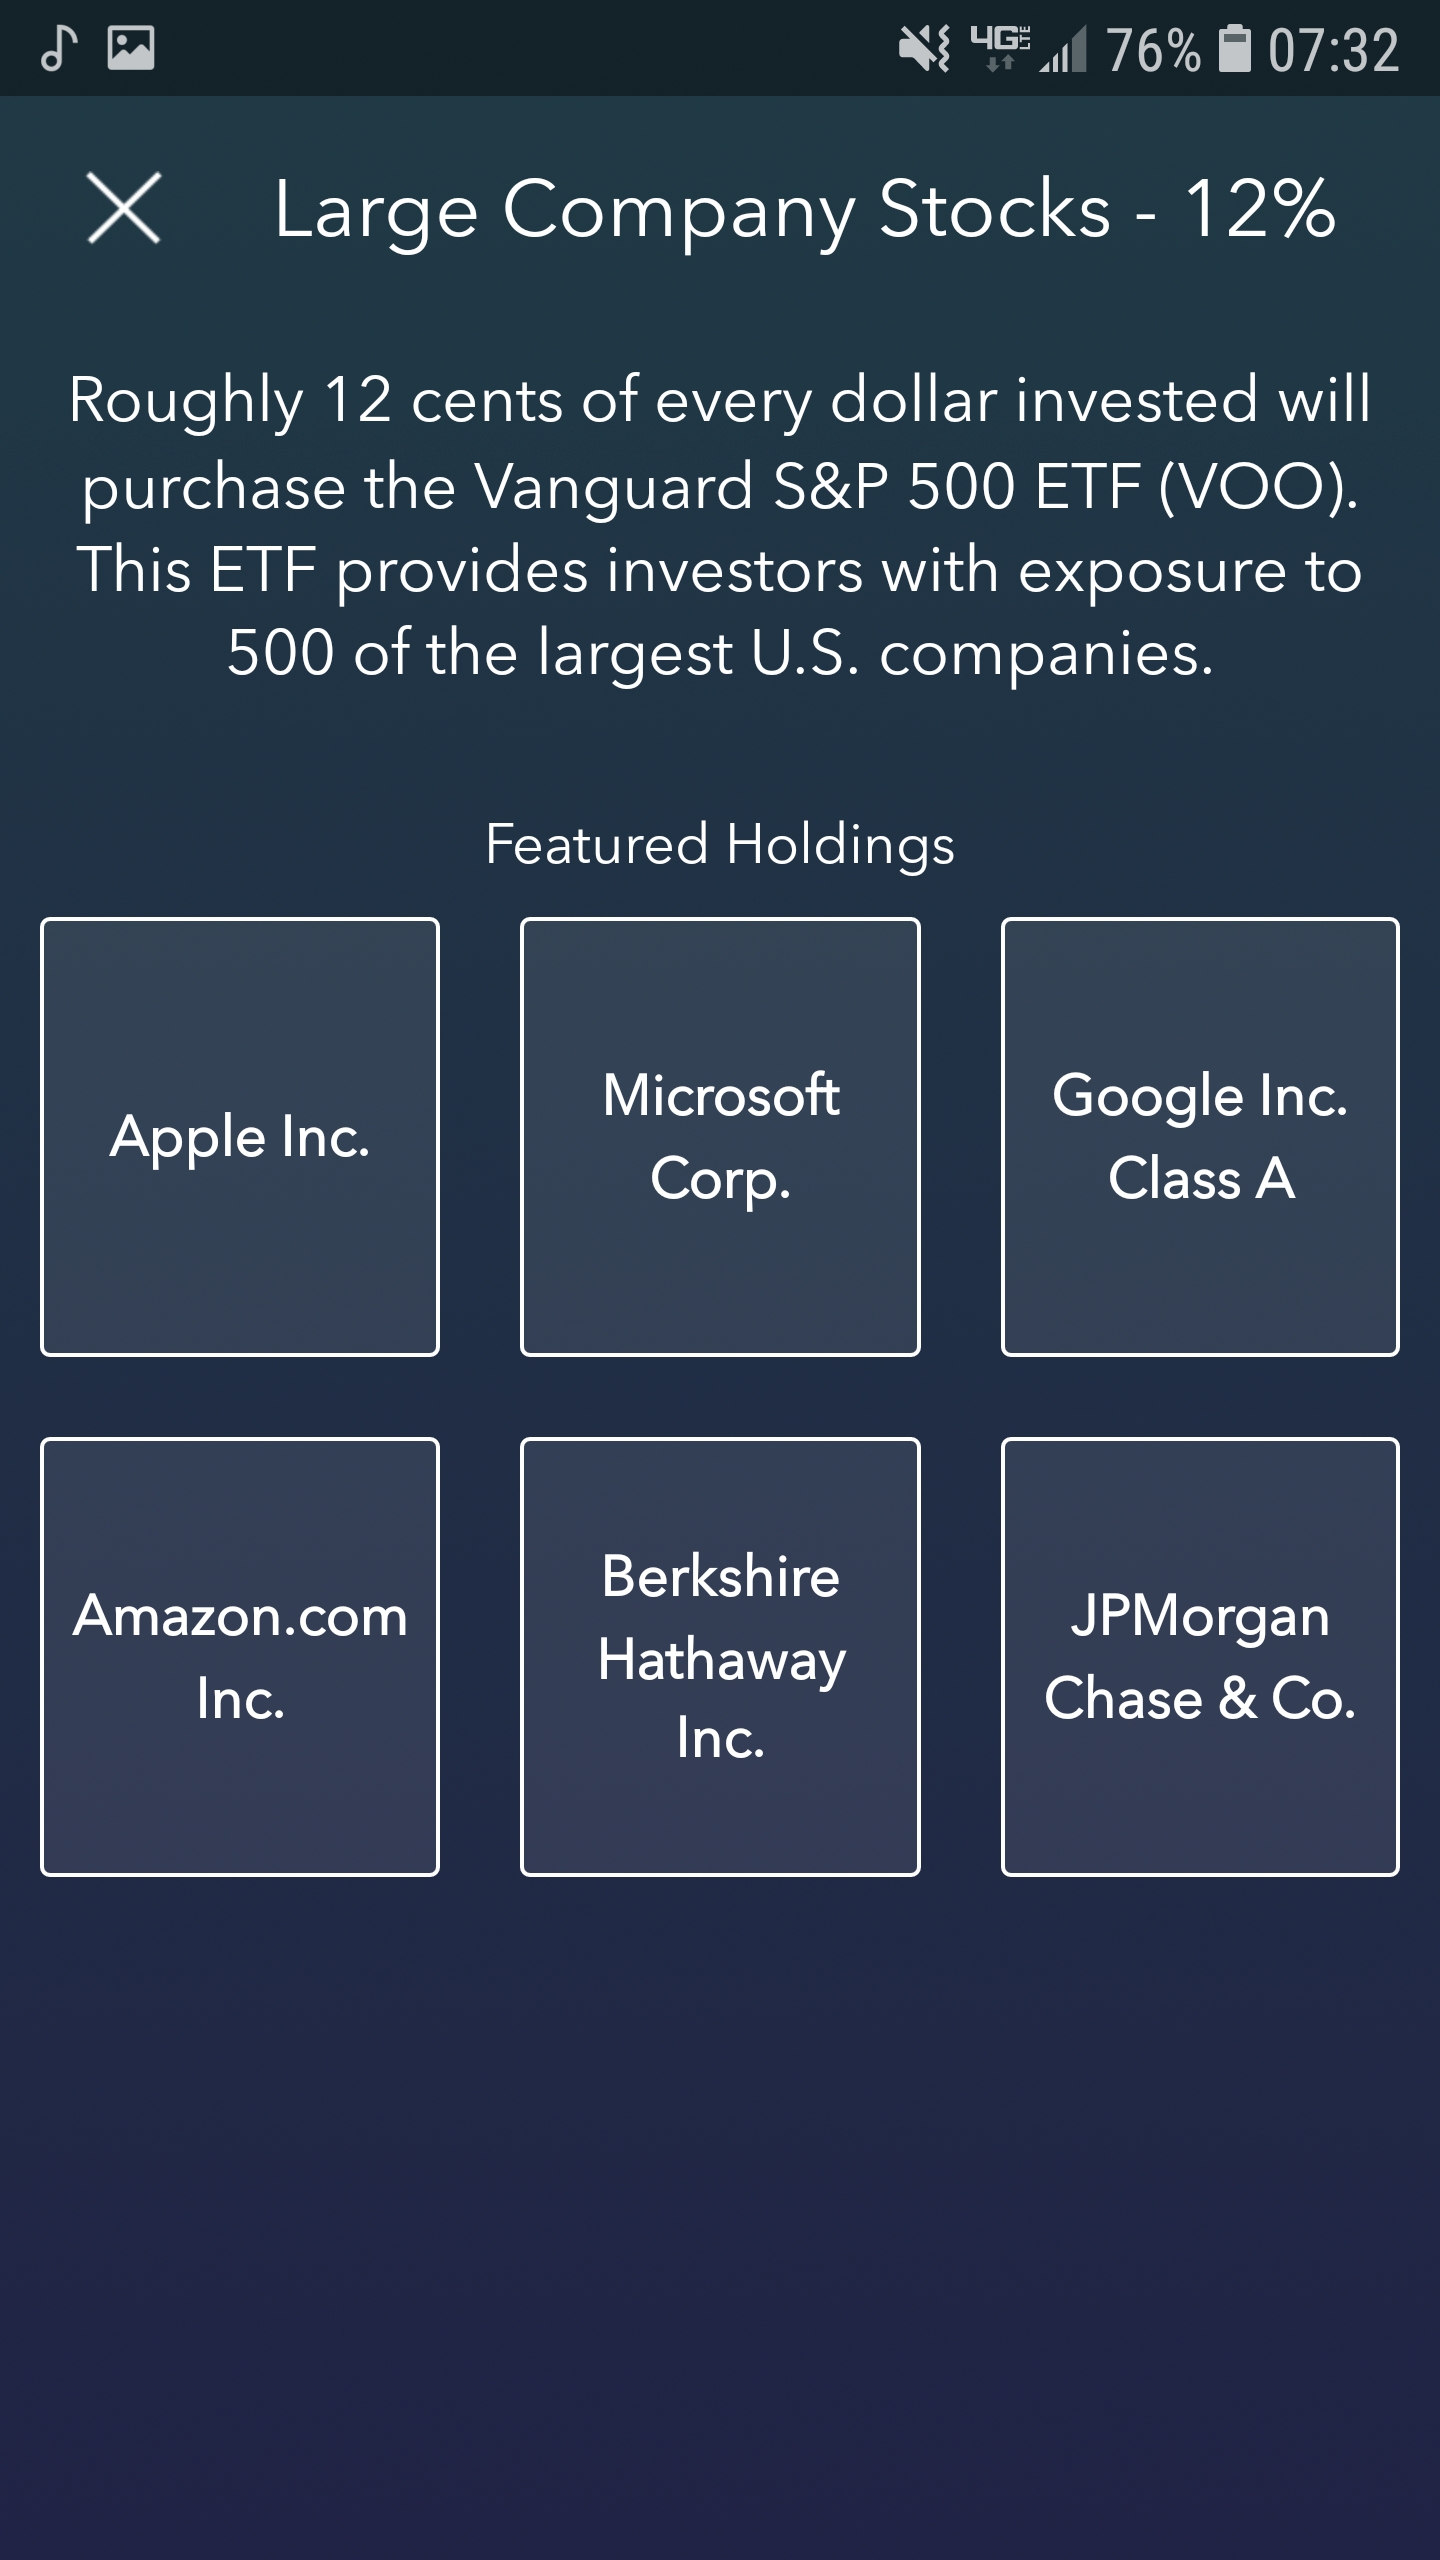 4G LTE 76% 07:32
Large Company Stocks - 12%
Roughly 12 cents of every dollar invested will
purchase the Vanguard S&P 500 ETF (VOO).
This ETF provides investors with exposure to
500 of the largest U.S. companies.
Featured Holdings
Apple Inc.
Microsoft
Corp.
Google Inc.
Class A
Amazon.com
Inc.
Berkshire
Hathaway
Inc.
JPMorgan
Chase & Co.